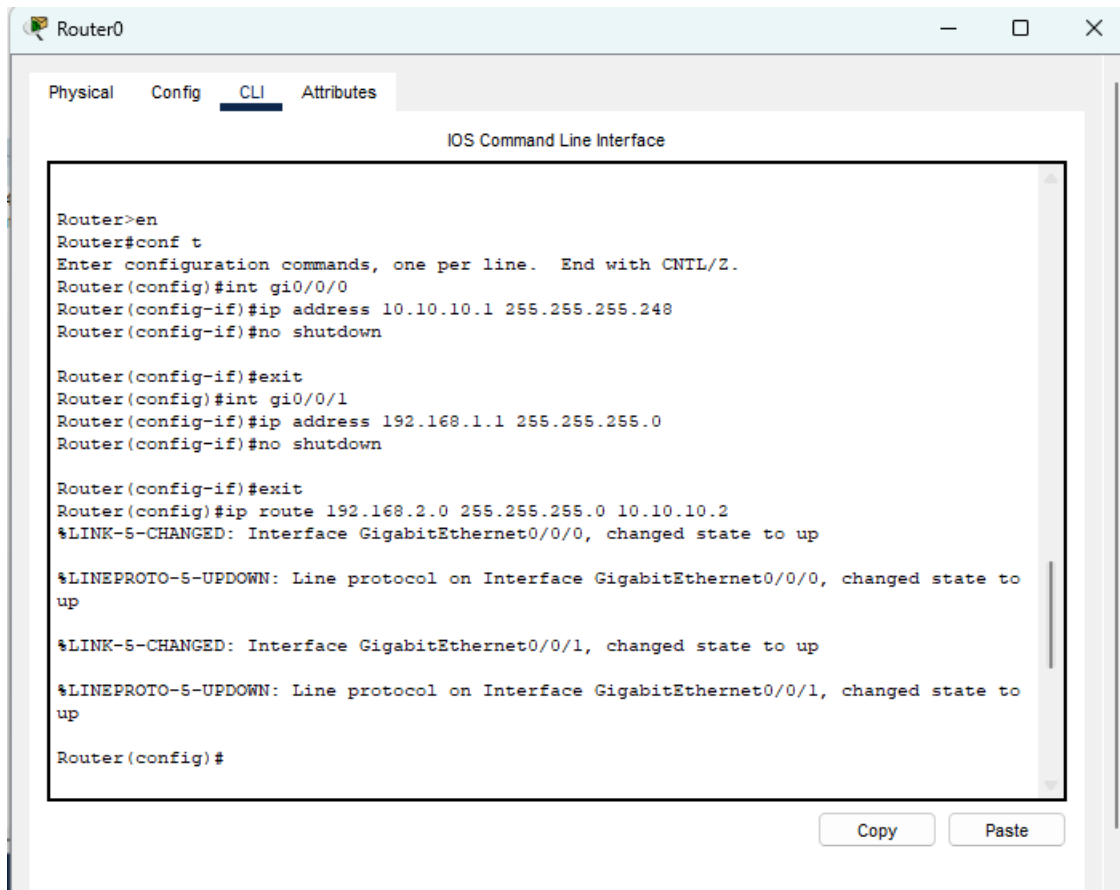 Router0
Physical Config CLI Attributes
IOS Command Line Interface
Router>en
Router#conf t
Enter configuration commands, one per line.  End with CNTL/Z.
Router(config)#int gi0/0/0
Router(config-if)#ip address 10.10.10.1 255.255.255.248
Router(config-if)#no shutdown
Router(config-if)#exit
Router(config)#int gi0/0/1
Router(config-if)#ip address 192.168.1.1 255.255.255.0
Router(config-if)#no shutdown
Router(config-if)#exit
Router(config)#ip route 192.168.2.0 255.255.255.0 10.10.10.2
%LINK-5-CHANGED: Interface GigabitEthernet0/0/0, changed state to up
%LINEPROTO-5-UPDOWN: Line protocol on Interface GigabitEthernet0/0/0, changed state to
up
%LINK-5-CHANGED: Interface GigabitEthernet0/0/1, changed state to up
%LINEPROTO-5-UPDOWN: Line protocol on Interface GigabitEthernet0/0/1, changed state to
up
Router(config)#
Copy Paste